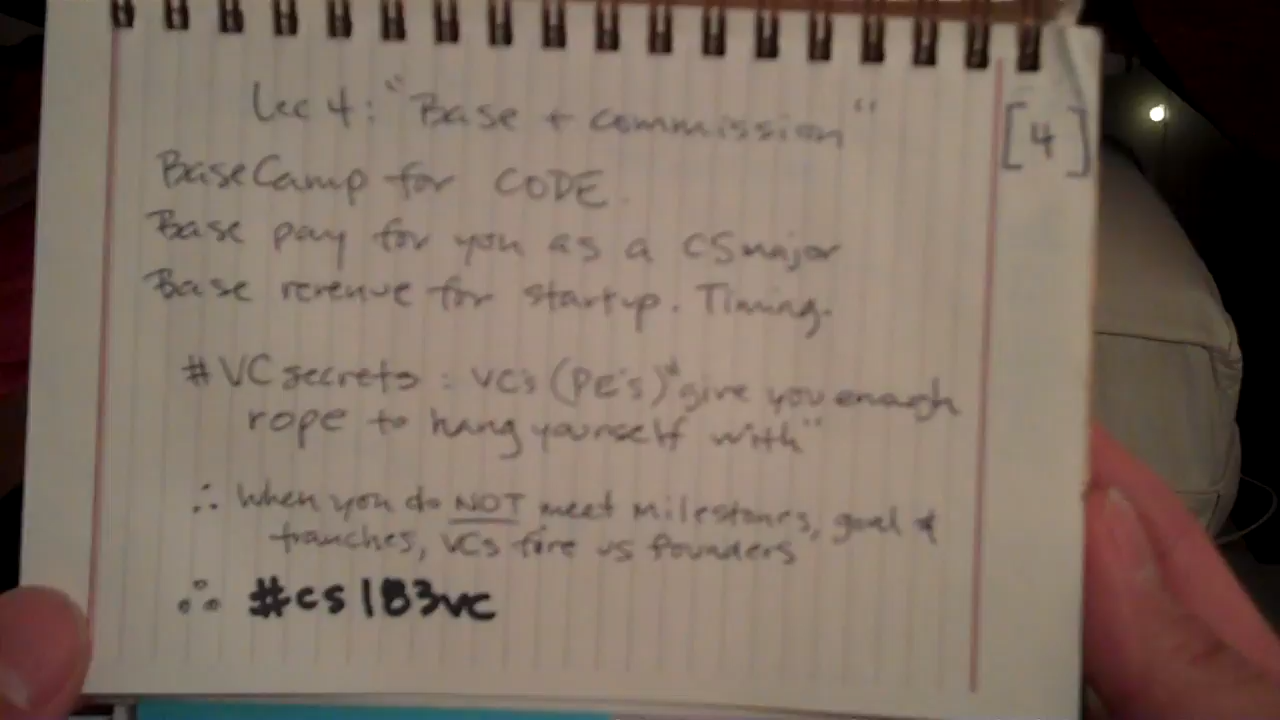 Lec 4: "Base + commission"
[4]
BaseCamp for CODE.
Base pay for you as a CS major
Base revenue for startup. Timing.
#VCsecrets: VC's (PE's) "give you enough
rope to hang yourself with"
∴ When you do NOT meet milestones, goal &
tranches, VCs fire us founders
∴ #cs183vc